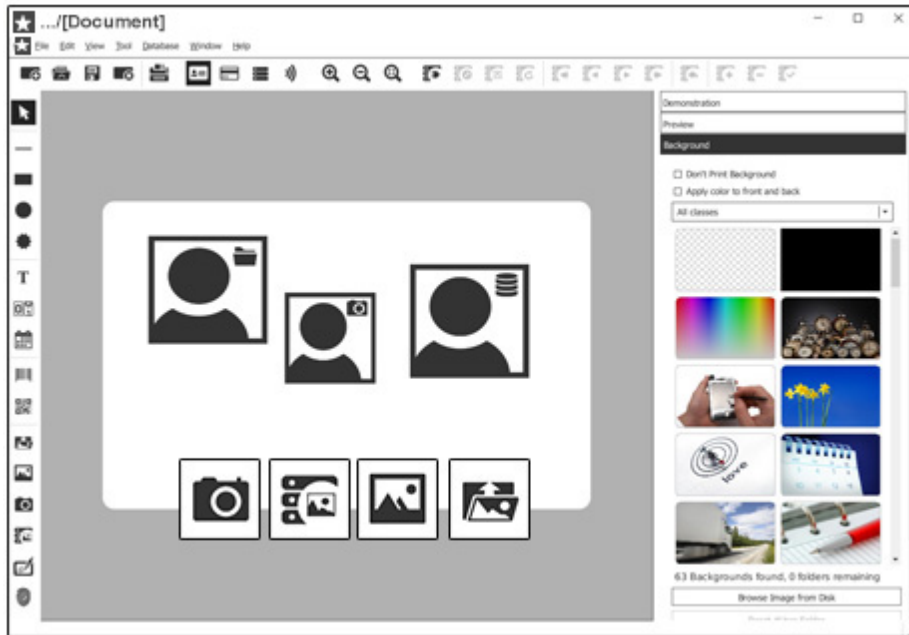 .../[Document]
File Edit View Tool Database Window Help
Demonstration
Preview
Background
Don't Print Background
Apply color to front and back
All classes
T
love
63 Backgrounds found, 0 folders remaining
Browse Image from Disk